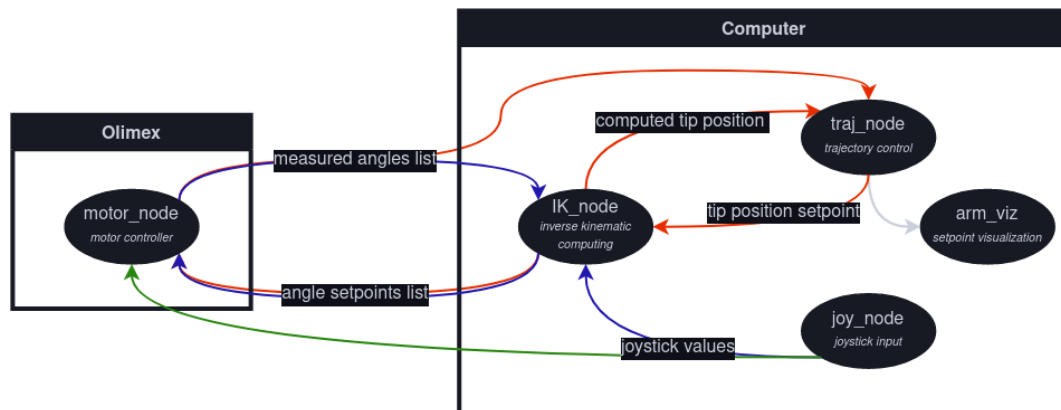 Computer
Olimex
computed tip position
traj_node
trajectory control
measured angles list
motor_node
motor controller
IK_node
inverse kinematic
computing
tip position setpoint
arm_viz
setpoint visualization
angle setpoints list
joy_node
joystick input
joystick values